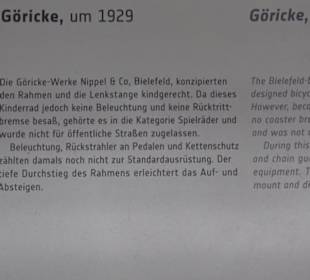 Göricke, um 1929
Die Göricke-Werke Nippel & Co, Bielefeld, konzipierten
den Rahmen und die Lenkstange kindgerecht. Da dieses
Kinderrad jedoch keine Beleuchtung und keine Rücktritt-
bremse besaß, gehörte es in die Kategorie Spielräder und
wurde nicht für öffentliche Straßen zugelassen.
Beleuchtung, Rückstrahler an Pedalen und Kettenschutz
zählten damals noch nicht zur Standardausrüstung. Der
tiefe Durchstieg des Rahmens erleichtert das Auf- und
Absteigen.
Göricke,
The Bielefeld-
designed bicyc
However, beca
no coaster bre
and was not
During this
and chain gu
equipment. T
mount and di